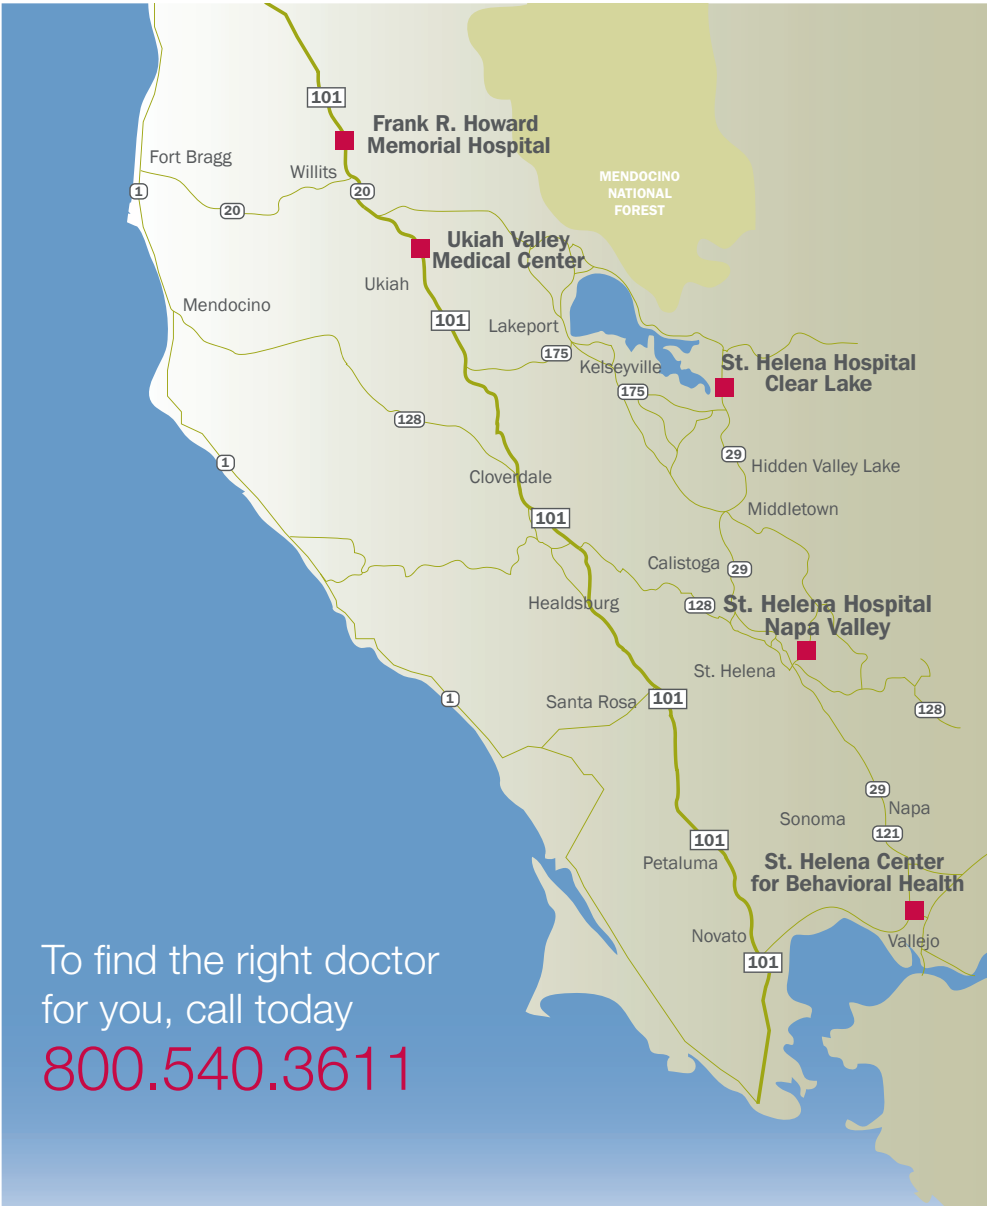 101
Frank R. Howard
Memorial Hospital
Fort Bragg
Willits
MENDOCINO
NATIONAL
FOREST
1
20
20
Ukiah Valley
Medical Center
Ukiah
Mendocino
101
Lakeport
175
Kelseyville
St. Helena Hospital
Clear Lake
175
128
29
1
Hidden Valley Lake
Cloverdale
Middletown
101
Calistoga
29
Healdsburg
128
St. Helena Hospital
Napa Valley
St. Helena
1
Santa Rosa
101
128
29
Napa
Sonoma
121
101
Petaluma
St. Helena Center
for Behavioral Health
Novato
Vallejo
101
To find the right doctor
for you, call today
800.540.3611